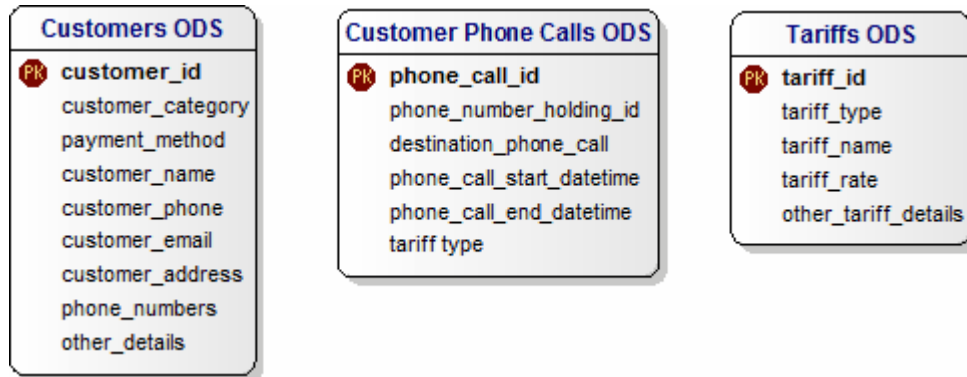 Customers ODS
PK customer_id
customer_category
payment_method
customer_name
customer_phone
customer_email
customer_address
phone_numbers
other_details
Customer Phone Calls ODS
PK phone_call_id
phone_number_holding_id
destination_phone_call
phone_call_start_datetime
phone_call_end_datetime
tariff type
Tariffs ODS
PK tariff_id
tariff_type
tariff_name
tariff_rate
other_tariff_details